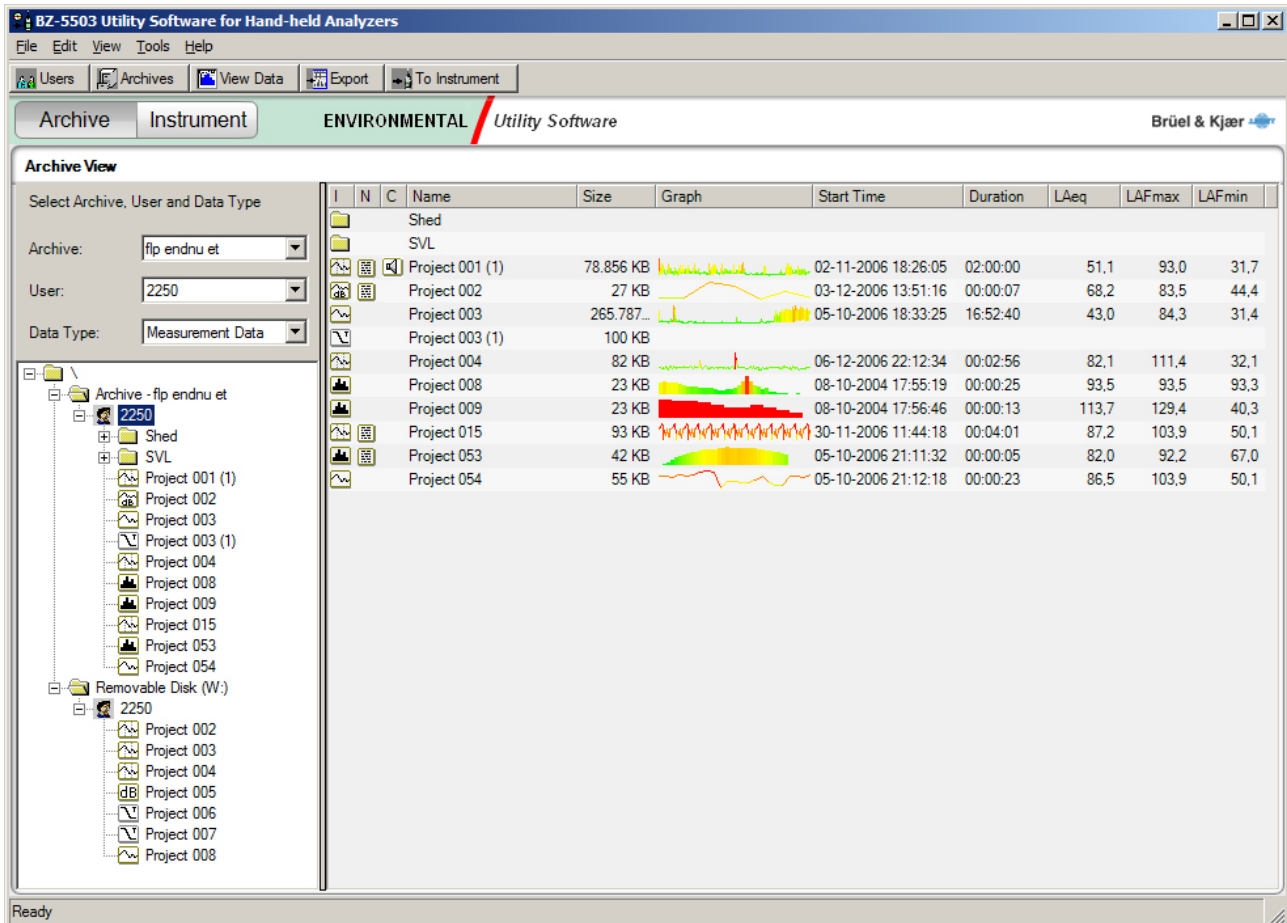 BZ-5503 Utility Software for Hand-held Analyzers
File Edit View Tools Help
Users Archives View Data Export To Instrument
Archive Instrument ENVIRONMENTAL Utility Software Brüel & Kjær
Archive View
Select Archive, User and Data Type
Archive: flp endnu et
User: 2250
Data Type: Measurement Data
\
Archive - flp endnu et
2250
Shed
SVL
Project 001 (1)
Project 002
Project 003
Project 003 (1)
Project 004
Project 008
Project 009
Project 015
Project 053
Project 054
Removable Disk (W:)
2250
Project 002
Project 003
Project 004
dB Project 005
Project 006
Project 007
Project 008
I N C Name Size Graph Start Time Duration LAeq LAFmax LAFmin
Shed
SVL
Project 001 (1) 78.856 KB 02-11-2006 18:26:05 02:00:00 51,1 93,0 31,7
Project 002 27 KB 03-12-2006 13:51:16 00:00:07 68,2 83,5 44,4
Project 003 265.787... 05-10-2006 18:33:25 16:52:40 43,0 84,3 31,4
Project 003 (1) 100 KB
Project 004 82 KB 06-12-2006 22:12:34 00:02:56 82,1 111,4 32,1
Project 008 23 KB 08-10-2004 17:55:19 00:00:25 93,5 93,5 93,3
Project 009 23 KB 08-10-2004 17:56:46 00:00:13 113,7 129,4 40,3
Project 015 93 KB 30-11-2006 11:44:18 00:04:01 87,2 103,9 50,1
Project 053 42 KB 05-10-2006 21:11:32 00:00:05 82,0 92,2 67,0
Project 054 55 KB 05-10-2006 21:12:18 00:00:23 86,5 103,9 50,1
Ready